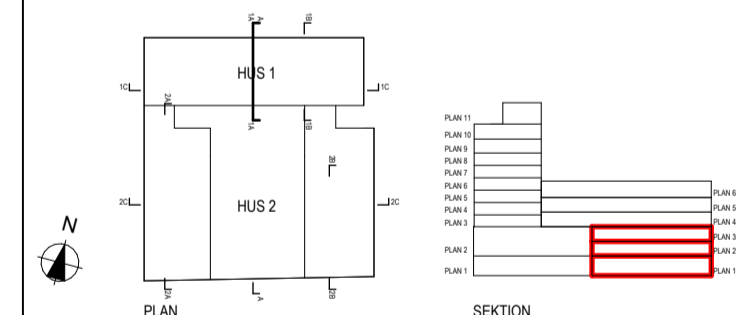 1A A 1B
HUS 1
1C 1C
2A
1A 1B
2B
2C HUS 2 2C
N
2A A 2B
PLAN
PLAN 11
PLAN 10
PLAN 9
PLAN 8
PLAN 7
PLAN 6
PLAN 5
PLAN 4
PLAN 3
PLAN 2
PLAN 1
PLAN 6
PLAN 5
PLAN 4
PLAN 3
PLAN 2
PLAN 1
SEKTION